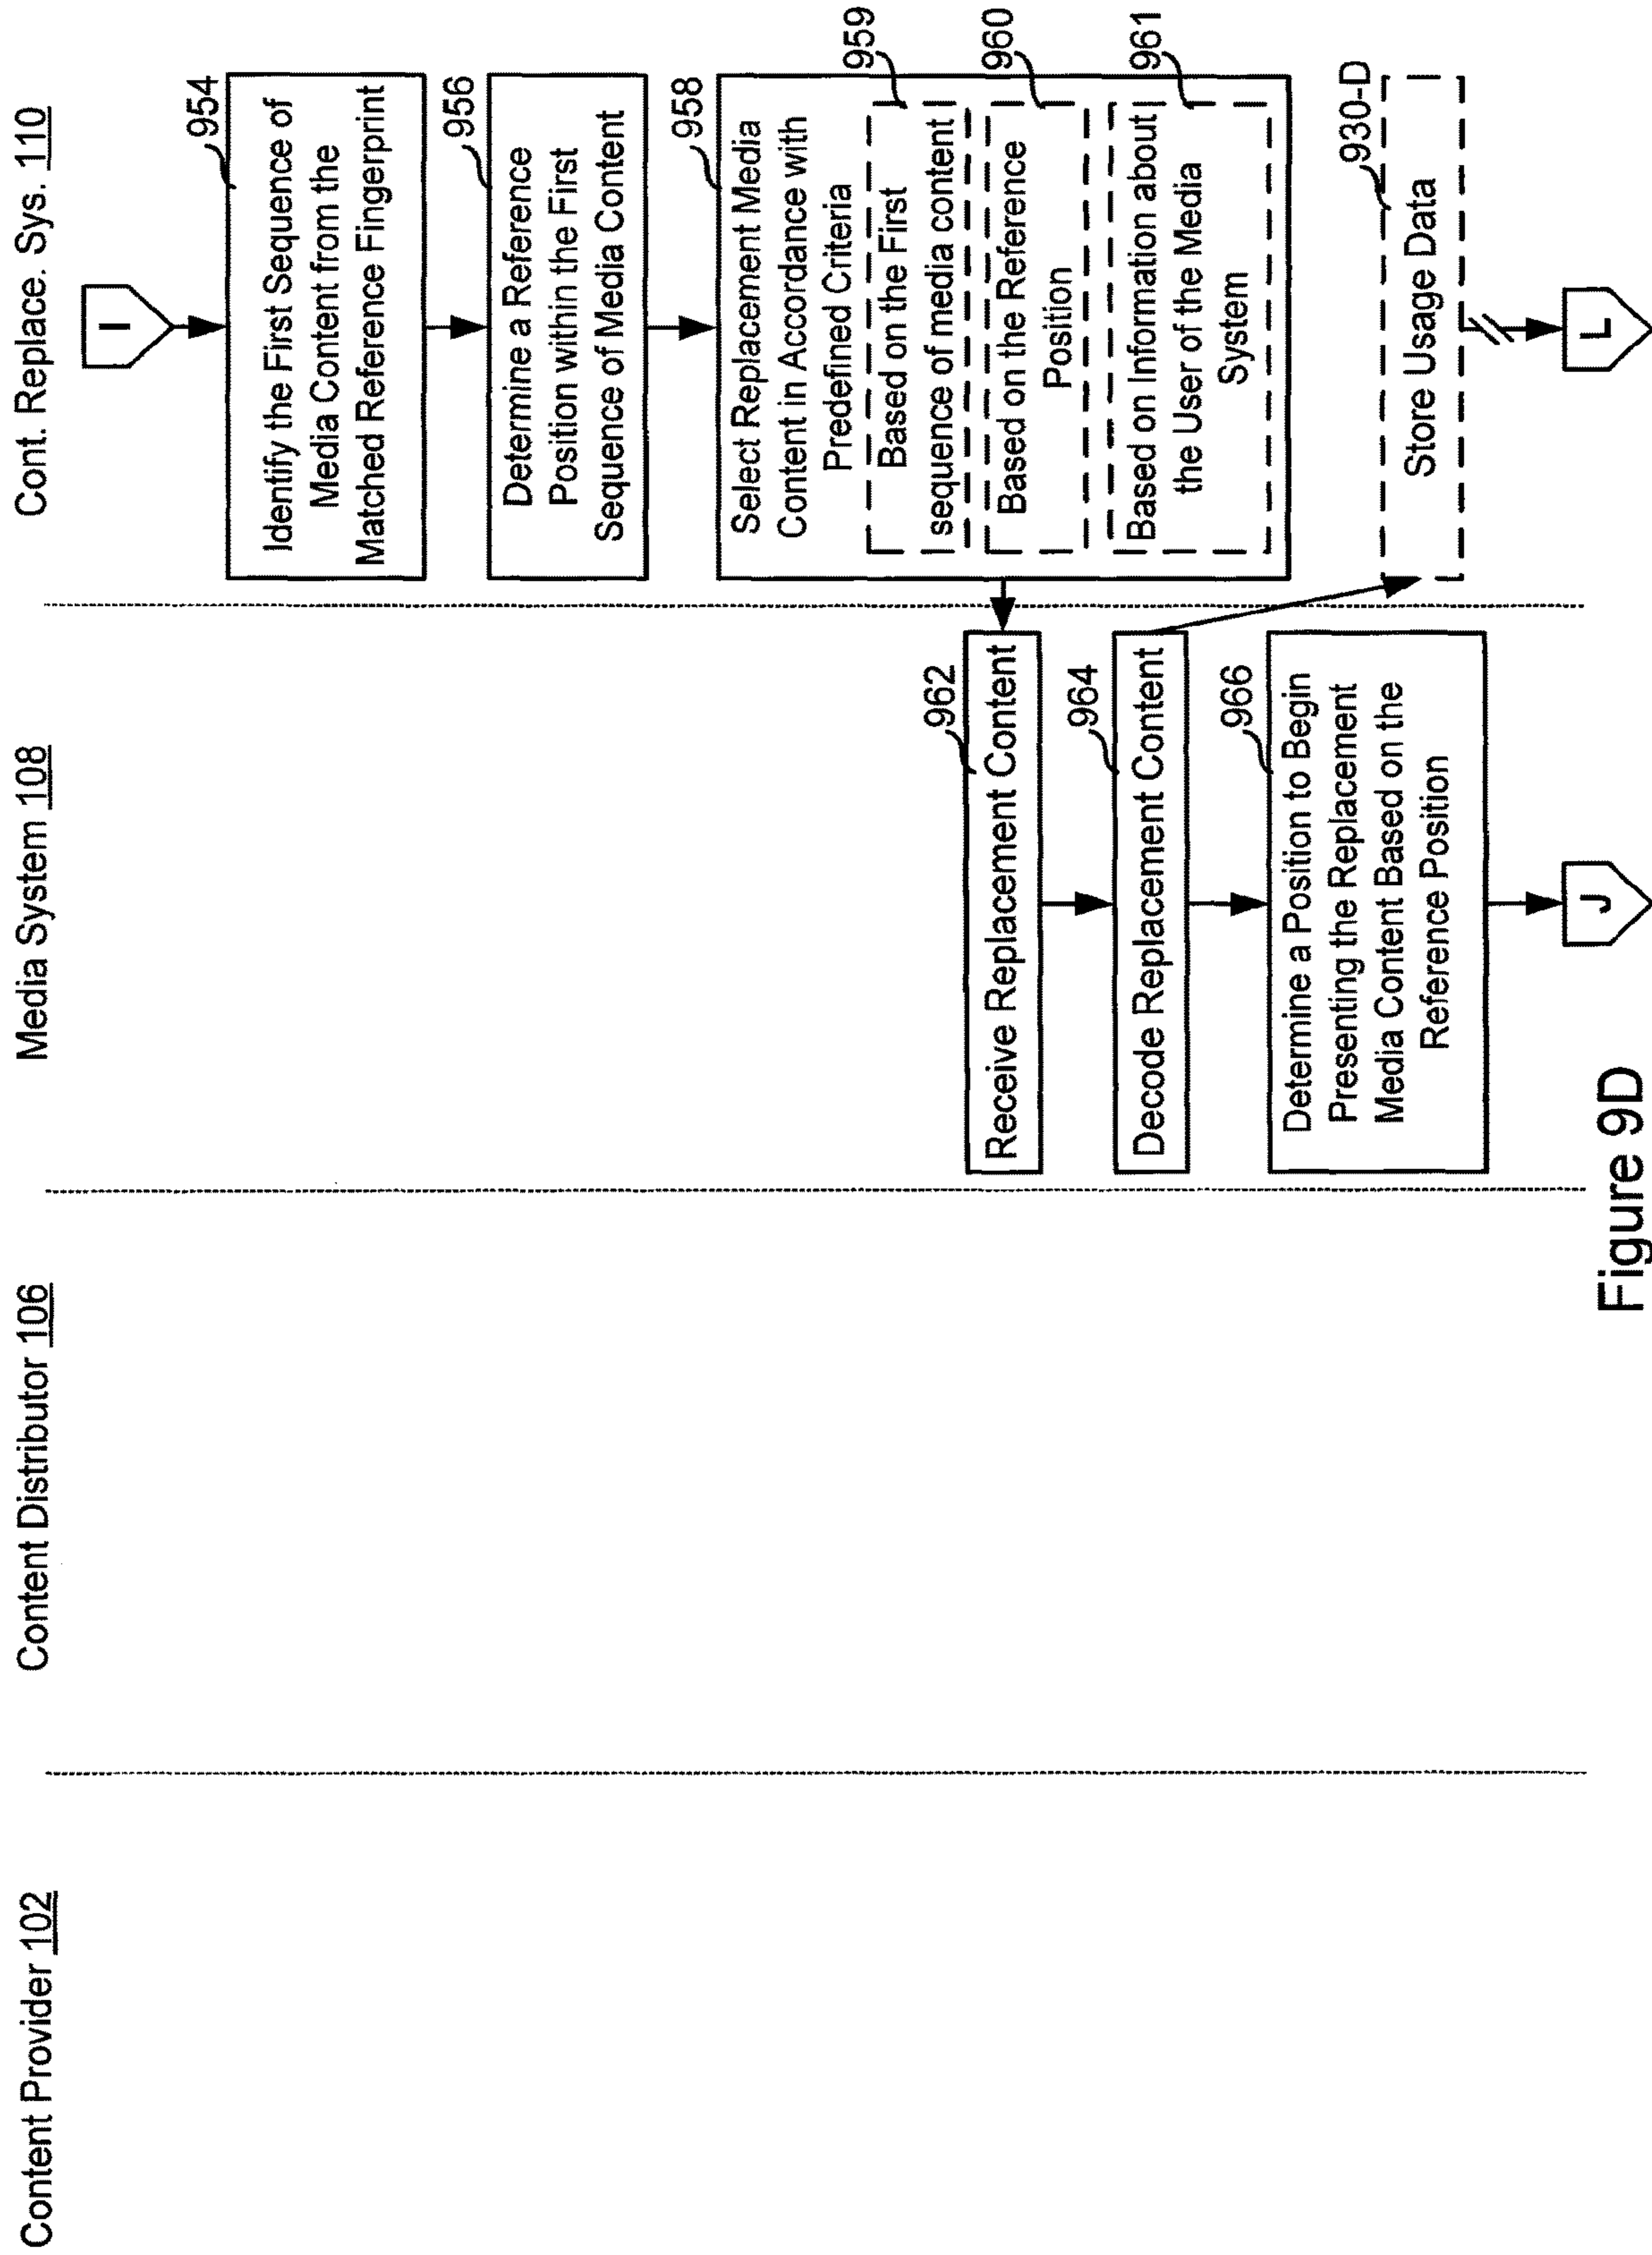 Content Provider 102
Content Distributor 106
Media System 108
Cont. Replace. Sys. 110
I
954
Identify the First Sequence of
Media Content from the
Matched Reference Fingerprint
956
Determine a Reference
Position within the First
Sequence of Media Content
958
Select Replacement Media
Content in Accordance with
Predefined Criteria
959
Based on the First
sequence of media content
960
Based on the Reference
Position
961
Based on Information about
the User of the Media
System
962
Receive Replacement Content
964
Decode Replacement Content
966
Determine a Position to Begin
Presenting the Replacement
Media Content Based on the
Reference Position
930-D
Store Usage Data
J
L
Figure 9D